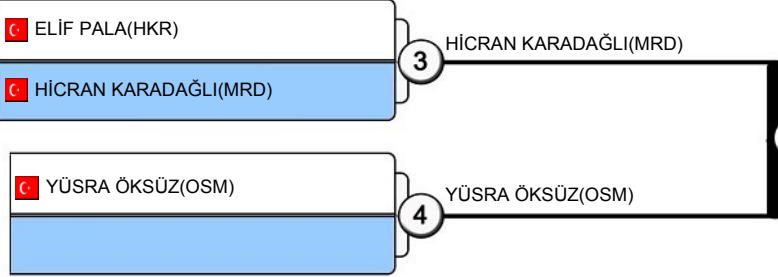 ELİF PALA(HKR)
HİCRAN KARADAĞLI(MRD)
3
HİCRAN KARADAĞLI(MRD)
YÜSRA ÖKSÜZ(OSM)
4
YÜSRA ÖKSÜZ(OSM)